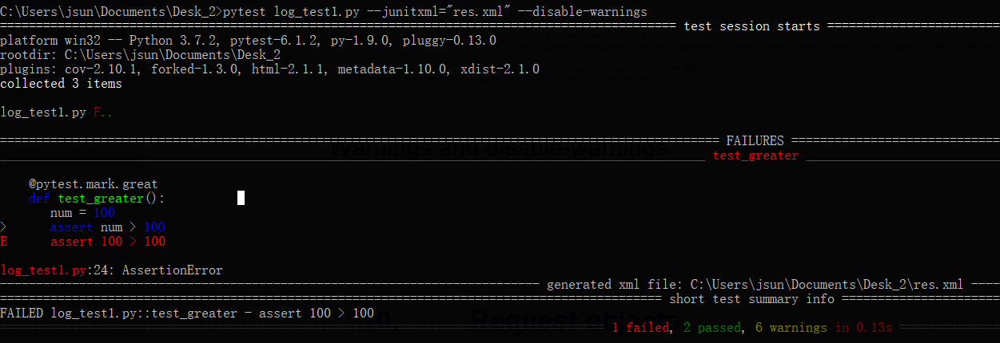 C:\Users\jsun\Documents\Desk_2>pytest log_test1.py --junitxml="res.xml" --disable-warnings
============================== test session starts ==============================
platform win32 -- Python 3.7.2, pytest-6.1.2, py-1.9.0, pluggy-0.13.0
rootdir: C:\Users\jsun\Documents\Desk_2
plugins: cov-2.10.1, forked-1.3.0, html-2.1.1, metadata-1.10.0, xdist-2.1.0
collected 3 items
log_test1.py F..
============================== FAILURES ==============================
Warnings and disable-warnings
______________________________ test_greater ______________________________
@pytest.mark.great
def test_greater():
num = 100
> assert num > 100
E assert 100 > 100
log_test1.py:24: AssertionError
------------------------------ generated xml file: C:\Users\jsun\Documents\Desk_2\res.xml ----
============================== short test summary info ==============================
FAILED log_test1.py::test_greater - assert 100 > 100
10. Request objects
============================== 1 failed, 2 passed, 6 warnings in 0.13s ==============================